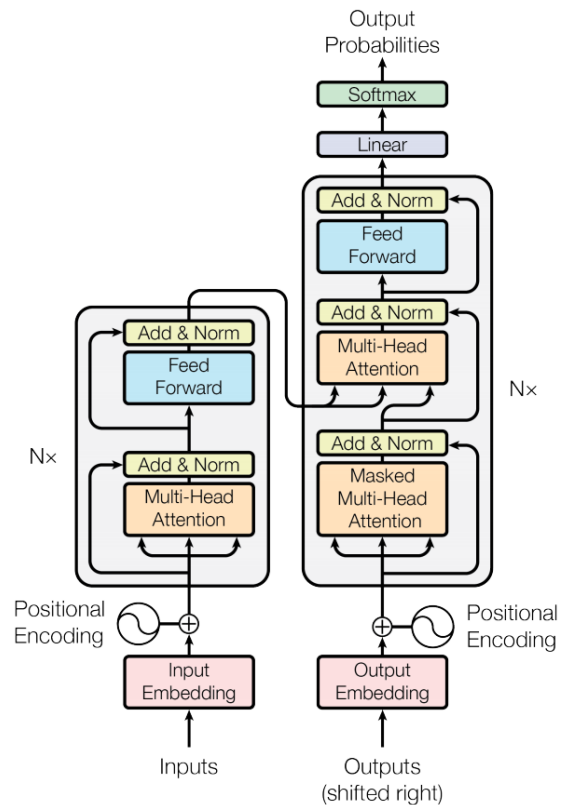 Output
Probabilities
Softmax
Linear
Add & Norm
Feed
Forward
Add & Norm
Multi-Head
Attention
Add & Norm
Masked
Multi-Head
Attention
N×
Add & Norm
Feed
Forward
Add & Norm
Multi-Head
Attention
N×
Positional
Encoding
Positional
Encoding
Input
Embedding
Output
Embedding
Inputs
Outputs
(shifted right)